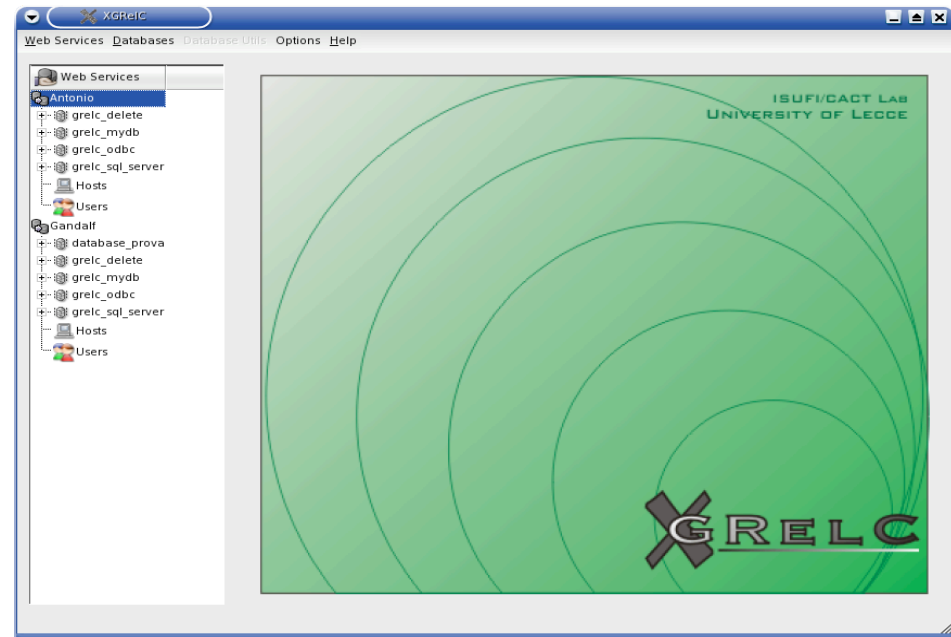 XGRelC
Web Services Databases Database Utils Options Help
Web Services
Antonio
grelc_delete
grelc_mydb
grelc_odbc
grelc_sql_server
Hosts
Users
Gandalf
database_prova
grelc_delete
grelc_mydb
grelc_odbc
grelc_sql_server
Hosts
Users
ISUFI/CACT LAB
UNIVERSITY OF LECCE
XGRELC